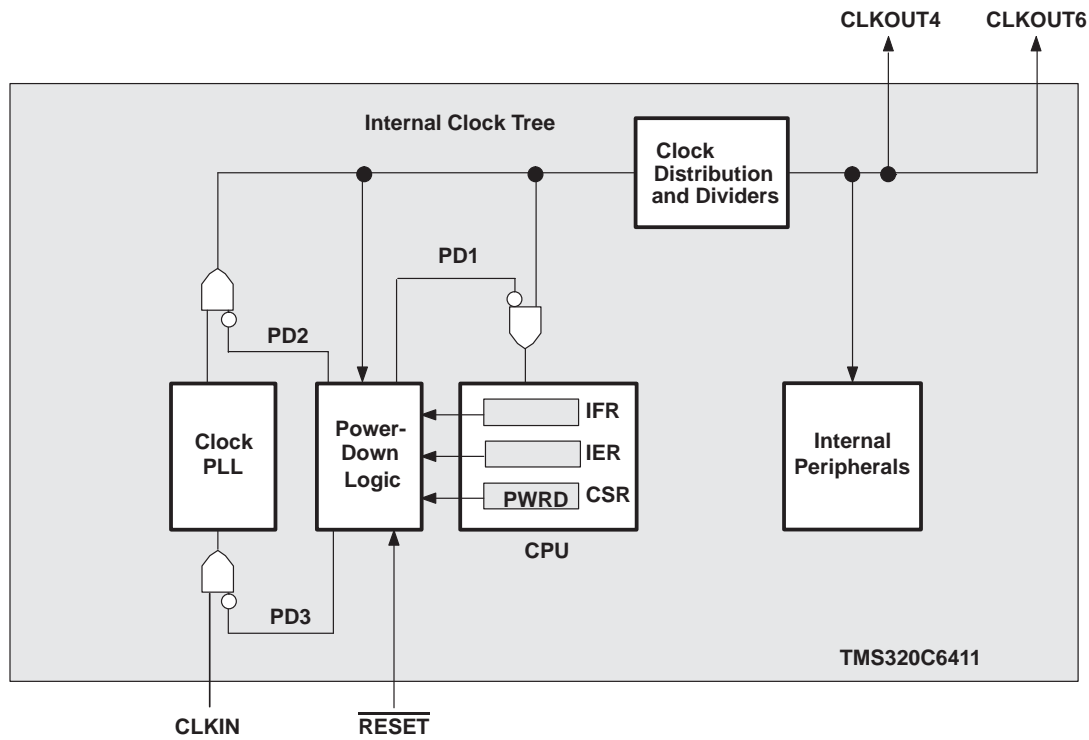 CLKOUT4 CLKOUT6
Internal Clock Tree
Clock
Distribution
and Dividers
PD1
PD2
Clock
PLL
Power-
Down
Logic
IFR
IER
PWRD CSR
CPU
Internal
Peripherals
PD3
TMS320C6411
CLKIN
RESET